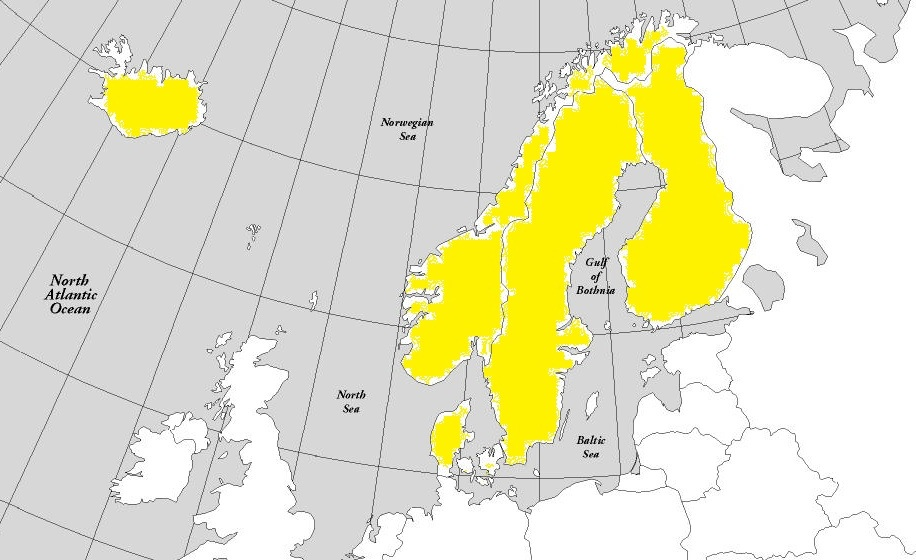 Norwegian
Sea
North
Atlantic
Ocean
Gulf
of
Bothnia
North
Sea
Baltic
Sea